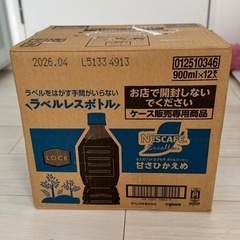 2026.04 L5133 4913
ラベルをはがす手間がいらない
ラベルレスボトル
012510346
900ml×12本
お店で開封しない
でください
ケース販売専用商品
LOCK
NESCAFÉ
Excella
甘さひかえめ